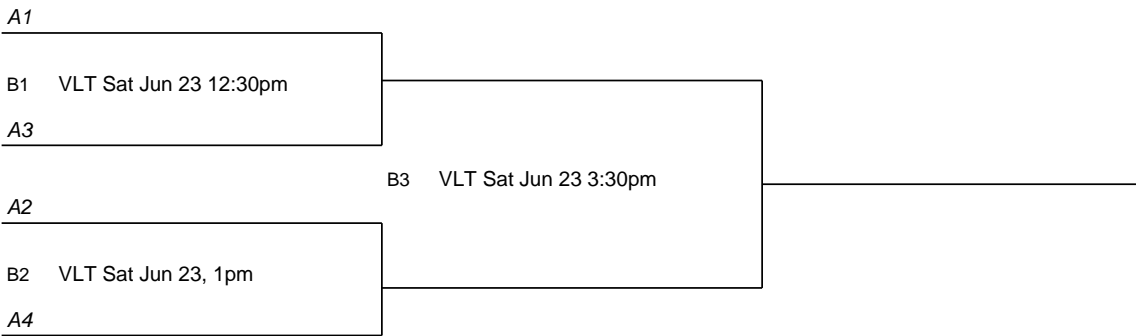 A1
B1 VLT Sat Jun 23 12:30pm
A3
B3 VLT Sat Jun 23 3:30pm
A2
B2 VLT Sat Jun 23, 1pm
A4